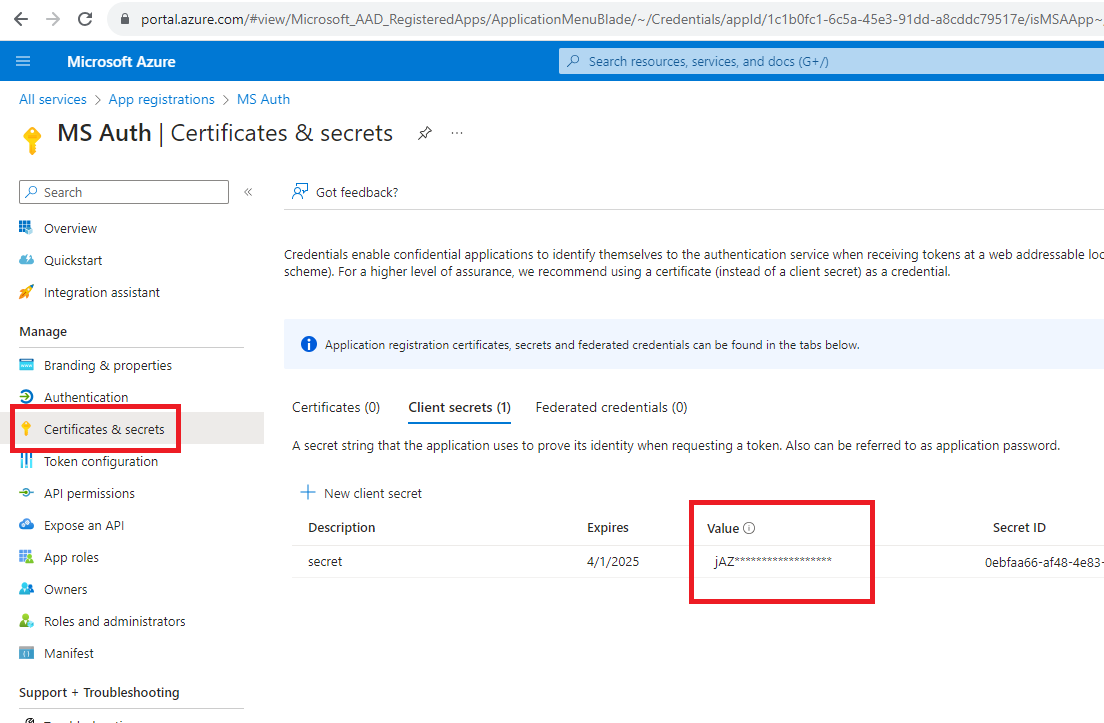 portal.azure.com/#view/Microsoft_AAD_RegisteredApps/ApplicationMenuBlade/~/Credentials/appId/1c1b0fc1-6c5a-45e3-91dd-a8cddc79517e/isMSAApp~
Microsoft Azure
Search resources, services, and docs (G+/)
All services > App registrations > MS Auth
MS Auth | Certificates & secrets
Search
Got feedback?
Overview
Quickstart
Integration assistant
Manage
Branding & properties
Authentication
Certificates & secrets
Token configuration
API permissions
Expose an API
App roles
Owners
Roles and administrators
Manifest
Support + Troubleshooting
Credentials enable confidential applications to identify themselves to the authentication service when receiving tokens at a web addressable loc
scheme). For a higher level of assurance, we recommend using a certificate (instead of a client secret) as a credential.
Application registration certificates, secrets and federated credentials can be found in the tabs below.
Certificates (0) Client secrets (1) Federated credentials (0)
A secret string that the application uses to prove its identity when requesting a token. Also can be referred to as application password.
New client secret
Description Expires Value Secret ID
secret 4/1/2025 jAZ****************** 0ebfaa66-af48-4e83-